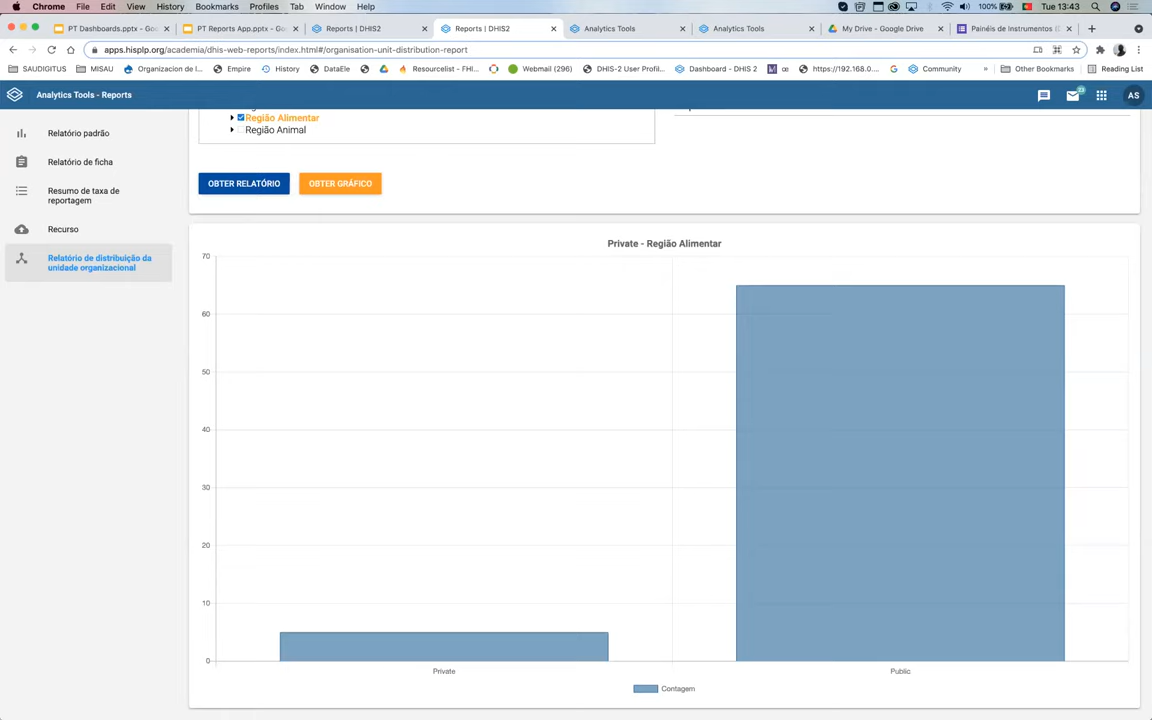 Chrome File Edit View History Bookmarks Profiles Tab Window Help 100% Tue 13:43
PT Dashboards.pptx - Goo PT Reports App.pptx - Goog Reports | DHIS2 Reports | DHIS2 Analytics Tools Analytics Tools My Drive - Google Drive Painéis de Instrumentos (D
apps.hisplp.org/academia/dhis-web-reports/index.html#/organisation-unit-distribution-report
SAUDIGITUS MISAU Organizacion de I... Empire History DataEle Resourcelist - FHI... Webmail (296) DHIS-2 User Profil... Dashboard - DHIS 2 https://192.168.0.... Community » Other Bookmarks Reading List
Analytics Tools - Reports 23 AS
Relatório padrão
Relatório de ficha
Resumo de taxa de
reportagem
Recurso
Relatório de distribuição da
unidade organizacional
Região Alimentar
Região Animal
OBTER RELATÓRIO OBTER GRÁFICO
Private - Região Alimentar
70
60
50
40
30
20
10
0
Private Public
Contagem